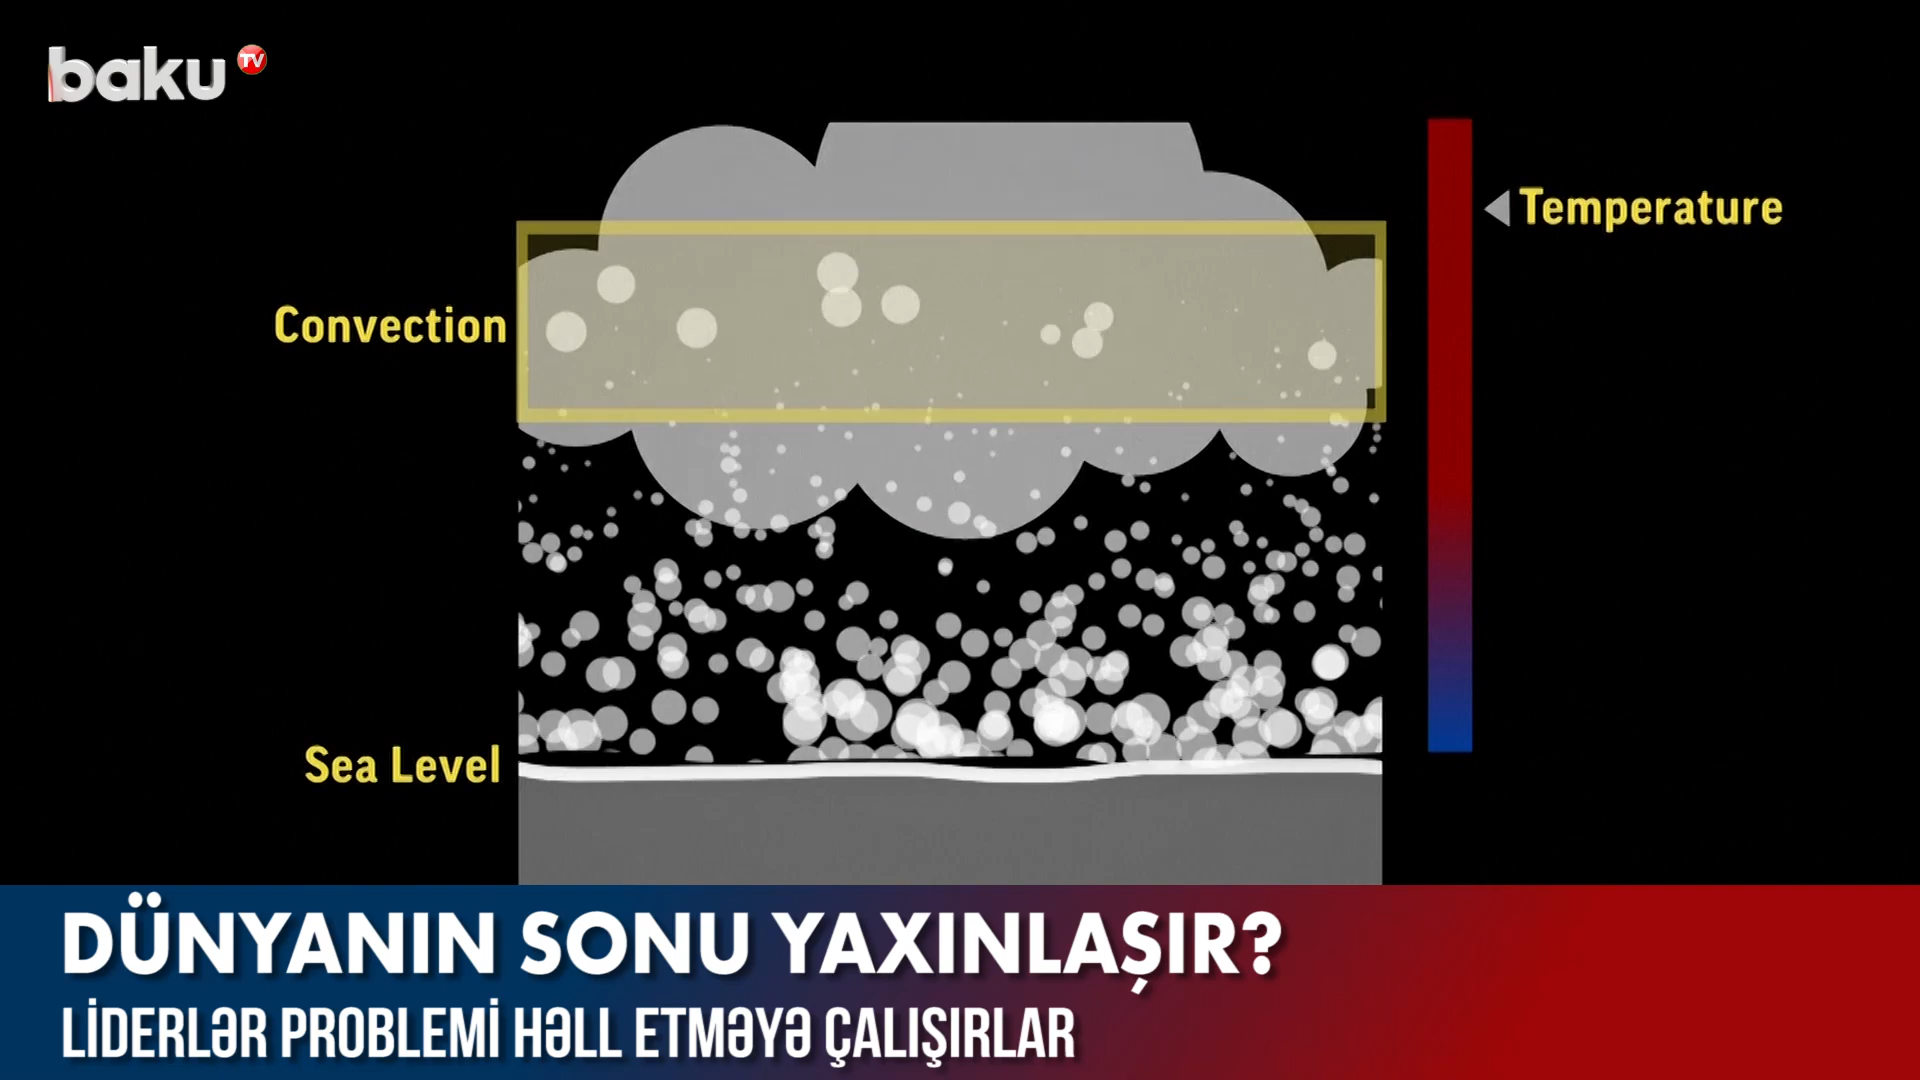 baku TV
Temperature
Convection
Sea Level
DÜNYANIN SONU YAXINLAŞIR?
LİDERLƏR PROBLEMİ HƏLL ETMƏYƏ ÇALIŞIRLAR